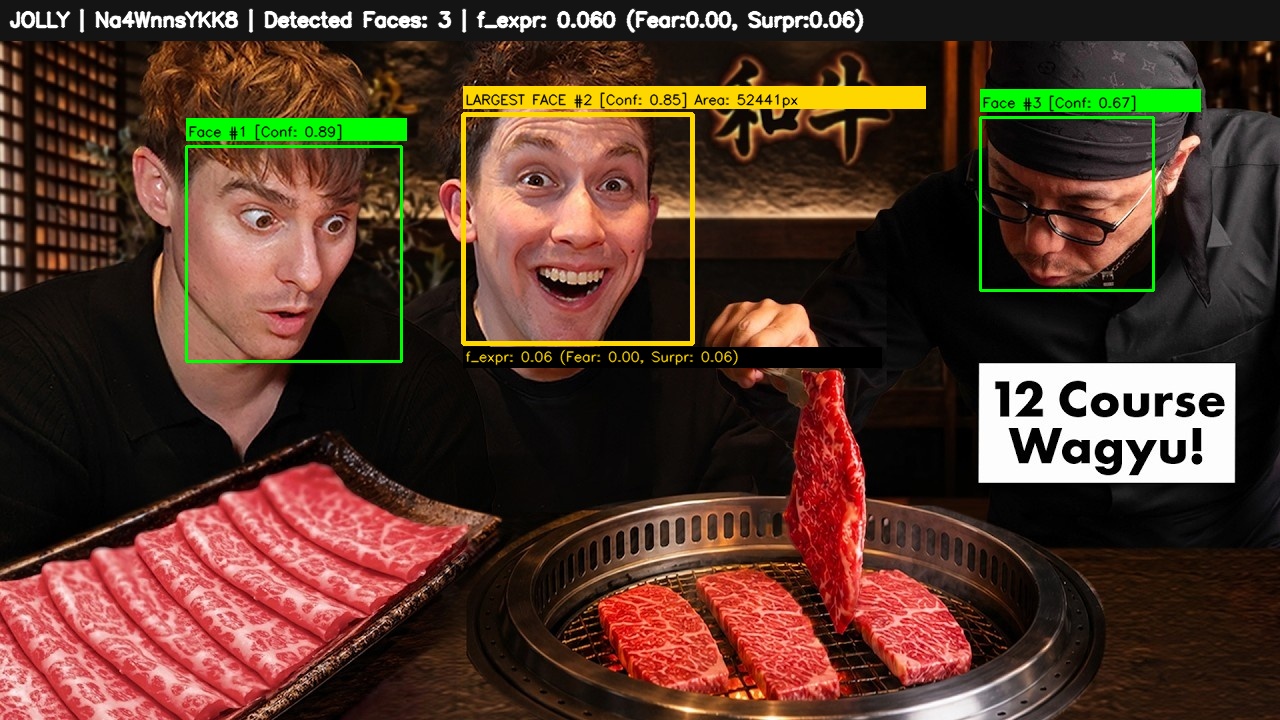 JOLLY | Na4WnnsYKK8 | Detected Faces: 3 | f_expr: 0.060 (Fear:0.00, Surpr:0.06)
LARGEST FACE #2 [Conf: 0.85] Area: 52441px
Face #3 [Conf: 0.67]
Face #1 [Conf: 0.89]
和牛
f_expr: 0.06 (Fear: 0.00, Surpr: 0.06)
12 Course
Wagyu!